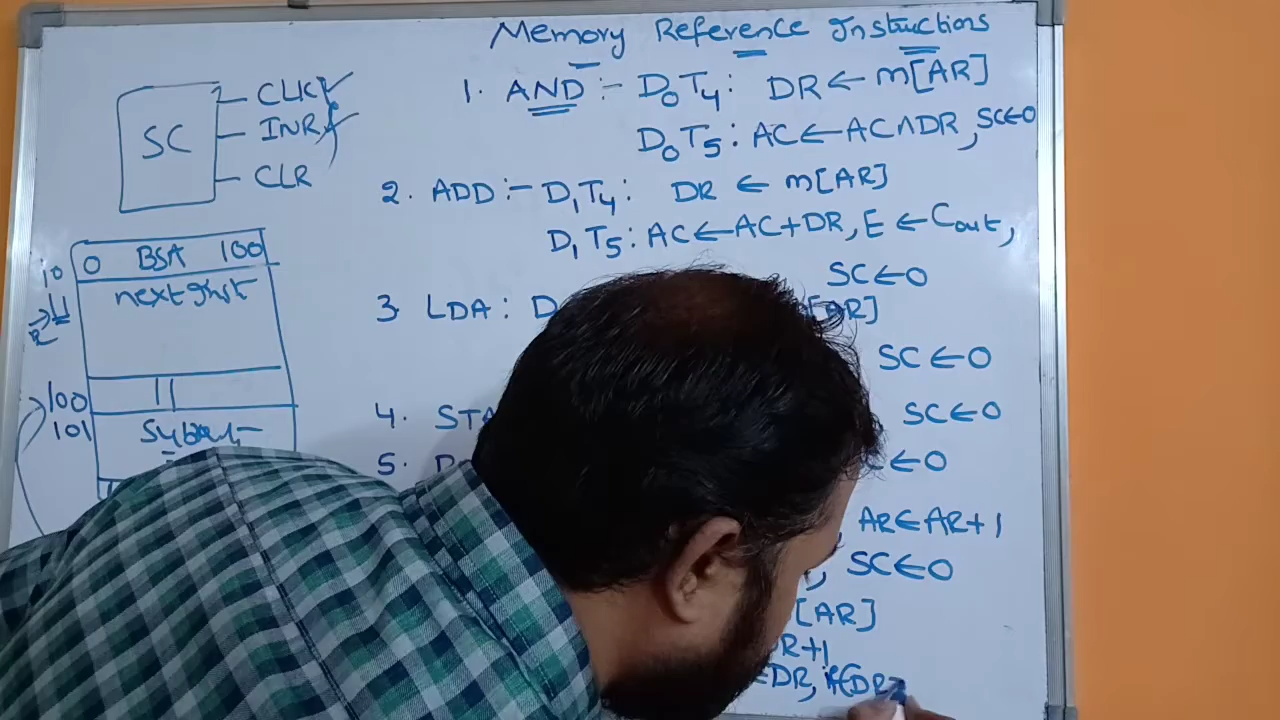 Memory Reference Instructions
1. AND :- D₀T₄: DR ← M[AR]
D₀T₅: AC ← AC ∧ DR, SC←0
2. ADD :- D₁T₄: DR ← M[AR]
D₁T₅: AC ← AC + DR, E ← Cout,
SC ← 0
3 LDA : D
[AR]
SC ← 0
4. STA
SC ← 0
5.
← 0
, AR ← AR + 1
, SC ← 0
[AR]
R+1
←DR, if(DR=
SC
CLK
INR
CLR
10
0 BSA 100
11
next Inst
100
101